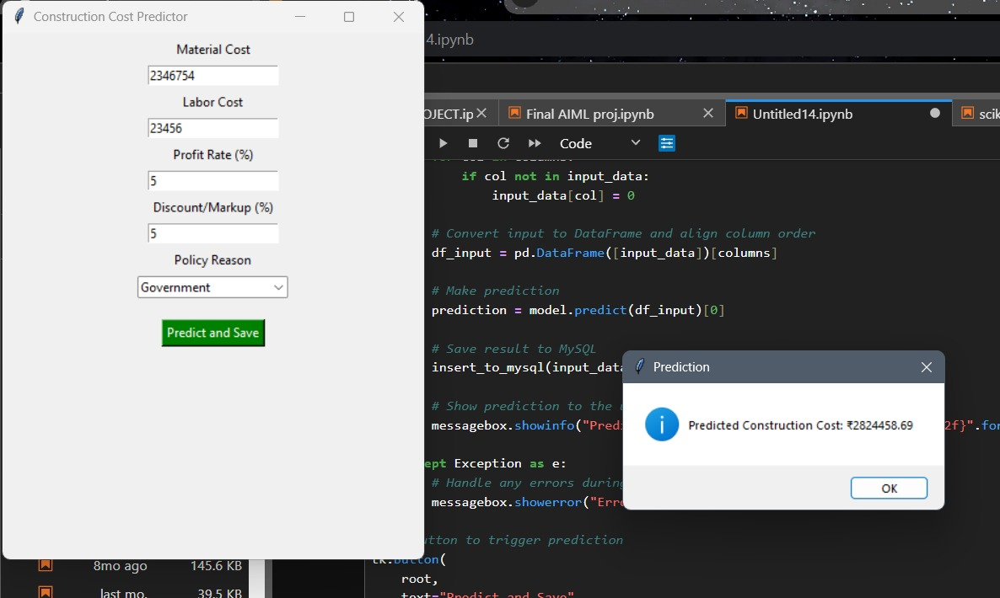 Construction Cost Predictor
Material Cost
2346754
Labor Cost
23456
Profit Rate (%)
5
Discount/Markup (%)
5
Policy Reason
Government
Predict and Save
4.ipynb
OJECT.ip
Final AIML proj.ipynb
Untitled14.ipynb
scik
Code
if col not in input_data:
input_data[col] = 0
# Convert input to DataFrame and align column order
df_input = pd.DataFrame([input_data])[columns]
# Make prediction
prediction = model.predict(df_input)[0]
# Save result to MySQL
insert_to_mysql(input_data
# Show prediction to the
messagebox.showinfo("Predi
2f}".for
ept Exception as e:
# Handle any errors during
messagebox.showerror("Erro
utton to trigger prediction
tk.Button(
root,
text="Predict and Save"
Prediction
Predicted Construction Cost: ₹2824458.69
OK
8mo ago 145.6 KB
last mo. 39.5 KB